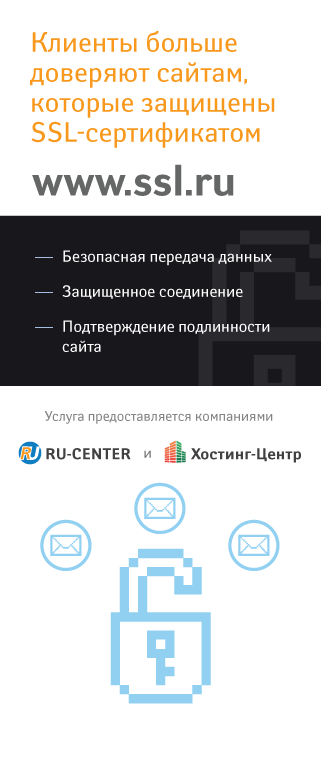 Клиенты больше
доверяют сайтам,
которые защищены
SSL-сертификатом
www.ssl.ru
— Безопасная передача данных
— Защищенное соединение
— Подтверждение подлинности
сайта
Услуга предоставляется компаниями
RU RU-CENTER и Хостинг-Центр